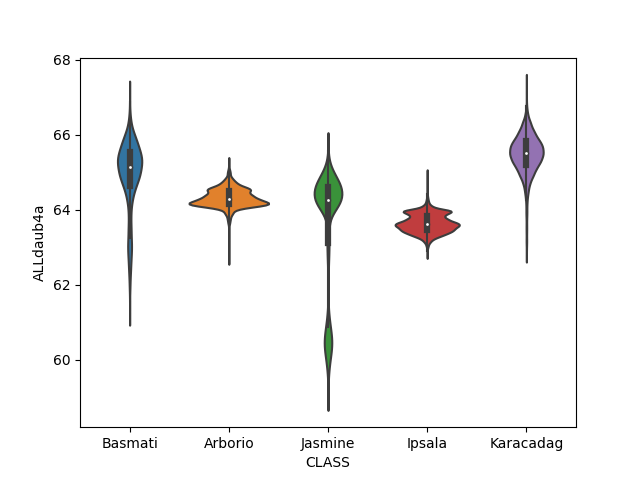 68
66
64
62
60
ALLdaub4a
Basmati
Arborio
Jasmine
Ipsala
Karacadag
CLASS